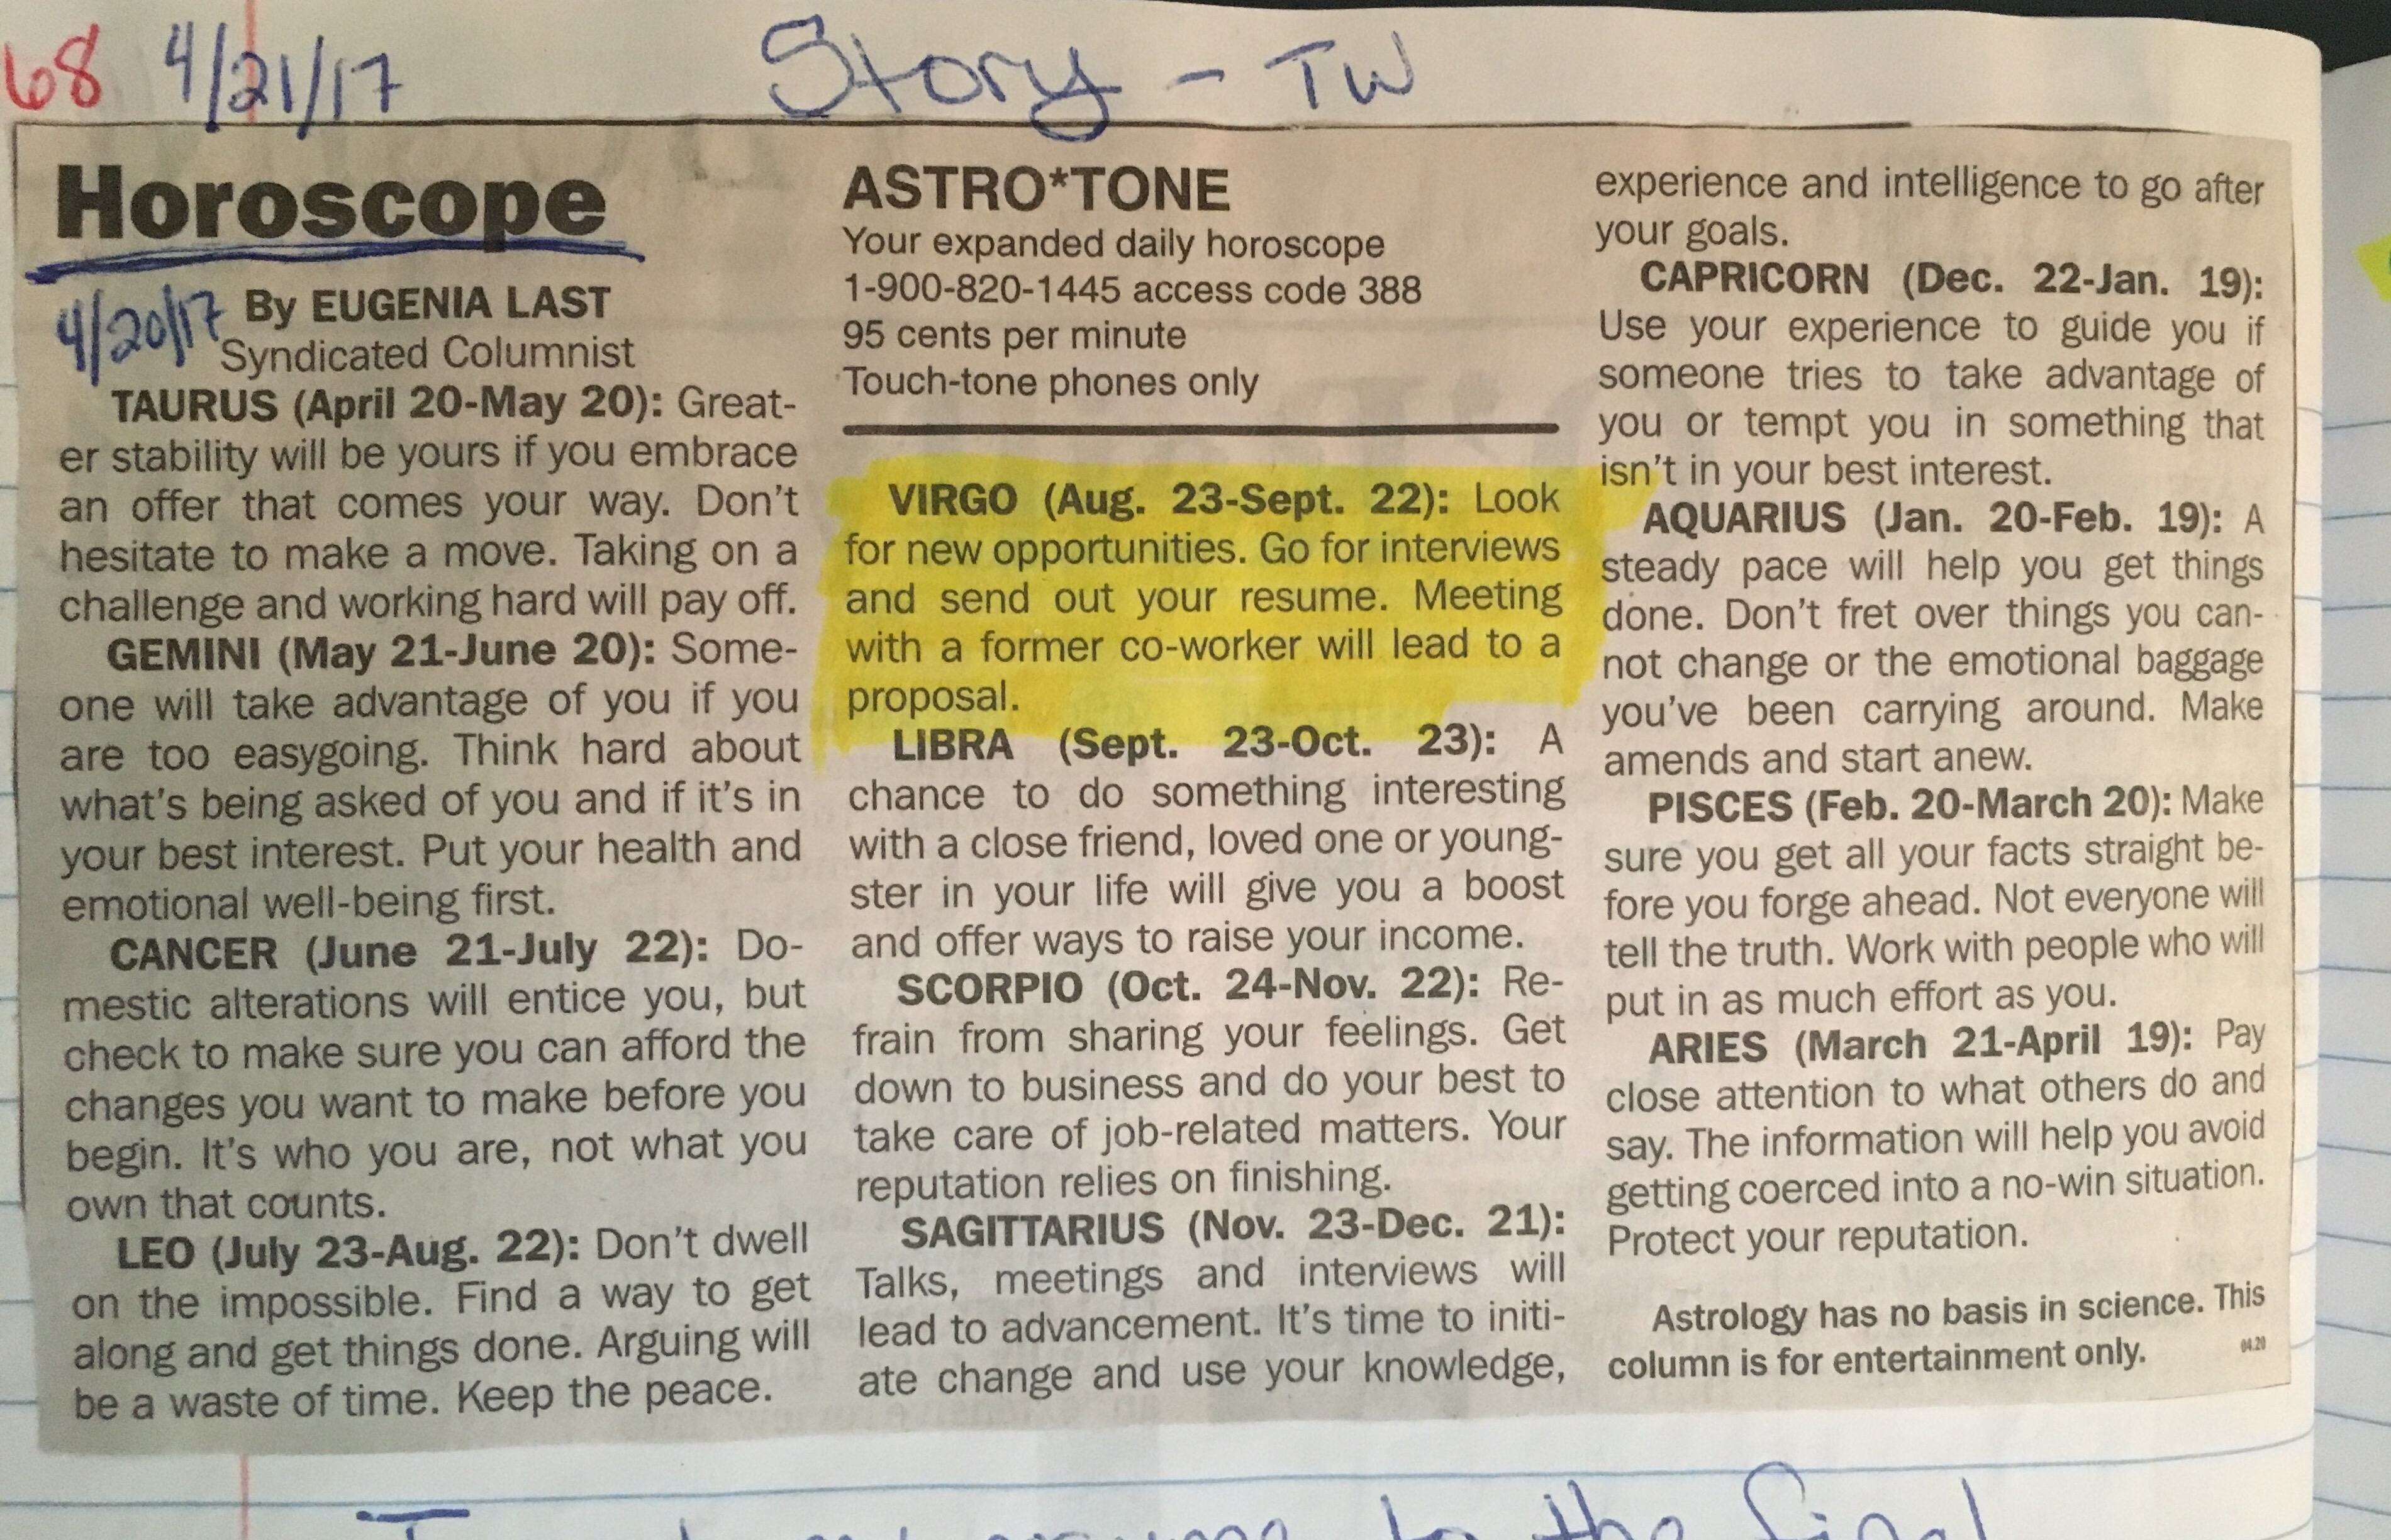 68 4/21/17 Story - TW
Horoscope
4/20/17
By EUGENIA LAST
Syndicated Columnist
TAURUS (April 20-May 20): Great-
er stability will be yours if you embrace
an offer that comes your way. Don't
hesitate to make a move. Taking on a
challenge and working hard will pay off.
GEMINI (May 21-June 20): Some-
one will take advantage of you if you
are too easygoing. Think hard about
what's being asked of you and if it's in
your best interest. Put your health and
emotional well-being first.
CANCER (June 21-July 22): Do-
mestic alterations will entice you, but
check to make sure you can afford the
changes you want to make before you
begin. It's who you are, not what you
own that counts.
LEO (July 23-Aug. 22): Don't dwell
on the impossible. Find a way to get
along and get things done. Arguing will
be a waste of time. Keep the peace.
ASTRO*TONE
Your expanded daily horoscope
1-900-820-1445 access code 388
95 cents per minute
Touch-tone phones only
VIRGO (Aug. 23-Sept. 22): Look
for new opportunities. Go for interviews
and send out your resume. Meeting
with a former co-worker will lead to a
proposal.
LIBRA (Sept. 23-Oct. 23): A
chance to do something interesting
with a close friend, loved one or young-
ster in your life will give you a boost
and offer ways to raise your income.
SCORPIO (Oct. 24-Nov. 22): Re-
frain from sharing your feelings. Get
down to business and do your best to
take care of job-related matters. Your
reputation relies on finishing.
SAGITTARIUS (Nov. 23-Dec. 21):
Talks, meetings and interviews will
lead to advancement. It's time to initi-
ate change and use your knowledge,
experience and intelligence to go after
your goals.
CAPRICORN (Dec. 22-Jan. 19):
Use your experience to guide you if
someone tries to take advantage of
you or tempt you in something that
isn't in your best interest.
AQUARIUS (Jan. 20-Feb. 19): A
steady pace will help you get things
done. Don't fret over things you can-
not change or the emotional baggage
you've been carrying around. Make
amends and start anew.
PISCES (Feb. 20-March 20): Make
sure you get all your facts straight be-
fore you forge ahead. Not everyone will
tell the truth. Work with people who will
put in as much effort as you.
ARIES (March 21-April 19): Pay
close attention to what others do and
say. The information will help you avoid
getting coerced into a no-win situation.
Protect your reputation.
Astrology has no basis in science. This
column is for entertainment only. 04.20
to the final